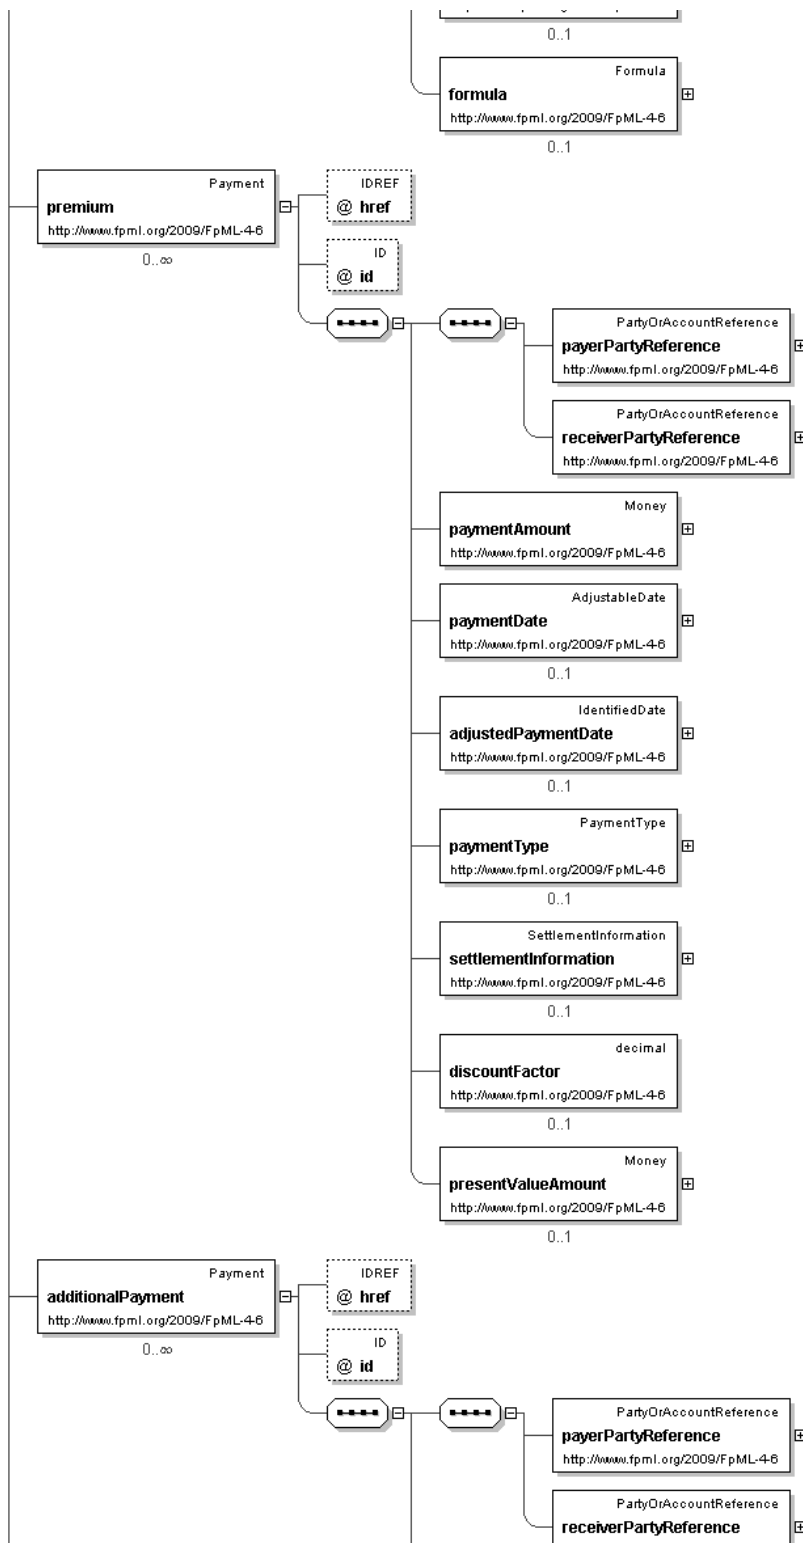 0..1
Formula
formula
http://www.fpml.org/2009/FpML-4-6
0..1
Payment
premium
http://www.fpml.org/2009/FpML-4-6
0..∞
IDREF
@ href
ID
@ id
PartyOrAccountReference
payerPartyReference
http://www.fpml.org/2009/FpML-4-6
PartyOrAccountReference
receiverPartyReference
http://www.fpml.org/2009/FpML-4-6
Money
paymentAmount
http://www.fpml.org/2009/FpML-4-6
AdjustableDate
paymentDate
http://www.fpml.org/2009/FpML-4-6
0..1
IdentifiedDate
adjustedPaymentDate
http://www.fpml.org/2009/FpML-4-6
0..1
PaymentType
paymentType
http://www.fpml.org/2009/FpML-4-6
0..1
SettlementInformation
settlementInformation
http://www.fpml.org/2009/FpML-4-6
0..1
decimal
discountFactor
http://www.fpml.org/2009/FpML-4-6
0..1
Money
presentValueAmount
http://www.fpml.org/2009/FpML-4-6
0..1
Payment
additionalPayment
http://www.fpml.org/2009/FpML-4-6
0..∞
IDREF
@ href
ID
@ id
PartyOrAccountReference
payerPartyReference
http://www.fpml.org/2009/FpML-4-6
PartyOrAccountReference
receiverPartyReference